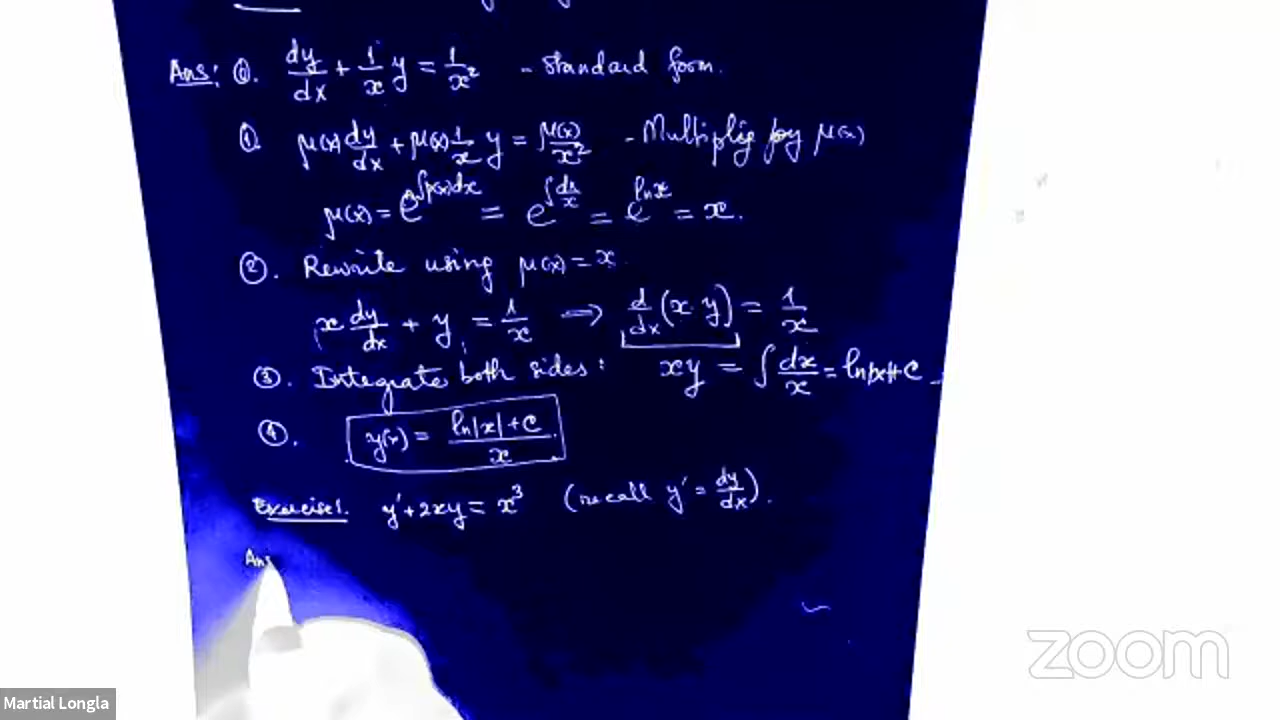 Ans: ⓪. dy/dx + 1/x y = 1/x² - Standard form.
①. μ(x) dy/dx + μ(x) 1/x y = μ(x)/x² - Multiply by μ(x)
μ(x) = e^∫p(x)dx = e^∫dx/x = e^lnx = x.
②. Rewrite using μ(x) = x.
x dy/dx + y = 1/x ⇒ d/dx (x·y) = 1/x
③. Integrate both sides: xy = ∫ dx/x = ln|x|+C
④. y(x) = ln|x|+C / x
Exercise1. y' + 2xy = x³ (recall y' = dy/dx).
Ans
zoom
Martial Longla